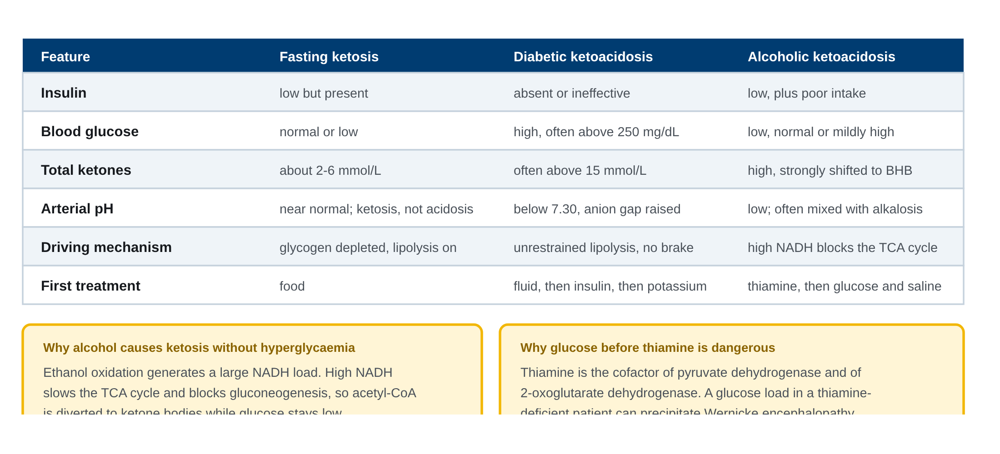 Feature Fasting ketosis Diabetic ketoacidosis Alcoholic ketoacidosis
Insulin low but present absent or ineffective low, plus poor intake
Blood glucose normal or low high, often above 250 mg/dL low, normal or mildly high
Total ketones about 2-6 mmol/L often above 15 mmol/L high, strongly shifted to BHB
Arterial pH near normal; ketosis, not acidosis below 7.30, anion gap raised low; often mixed with alkalosis
Driving mechanism glycogen depleted, lipolysis on unrestrained lipolysis, no brake high NADH blocks the TCA cycle
First treatment food fluid, then insulin, then potassium thiamine, then glucose and saline
Why alcohol causes ketosis without hyperglycaemia
Ethanol oxidation generates a large NADH load. High NADH
slows the TCA cycle and blocks gluconeogenesis, so acetyl-CoA
is diverted to ketone bodies while glucose stays low.
Why glucose before thiamine is dangerous
Thiamine is the cofactor of pyruvate dehydrogenase and of
2-oxoglutarate dehydrogenase. A glucose load in a thiamine-
deficient patient can precipitate Wernicke encephalopathy.